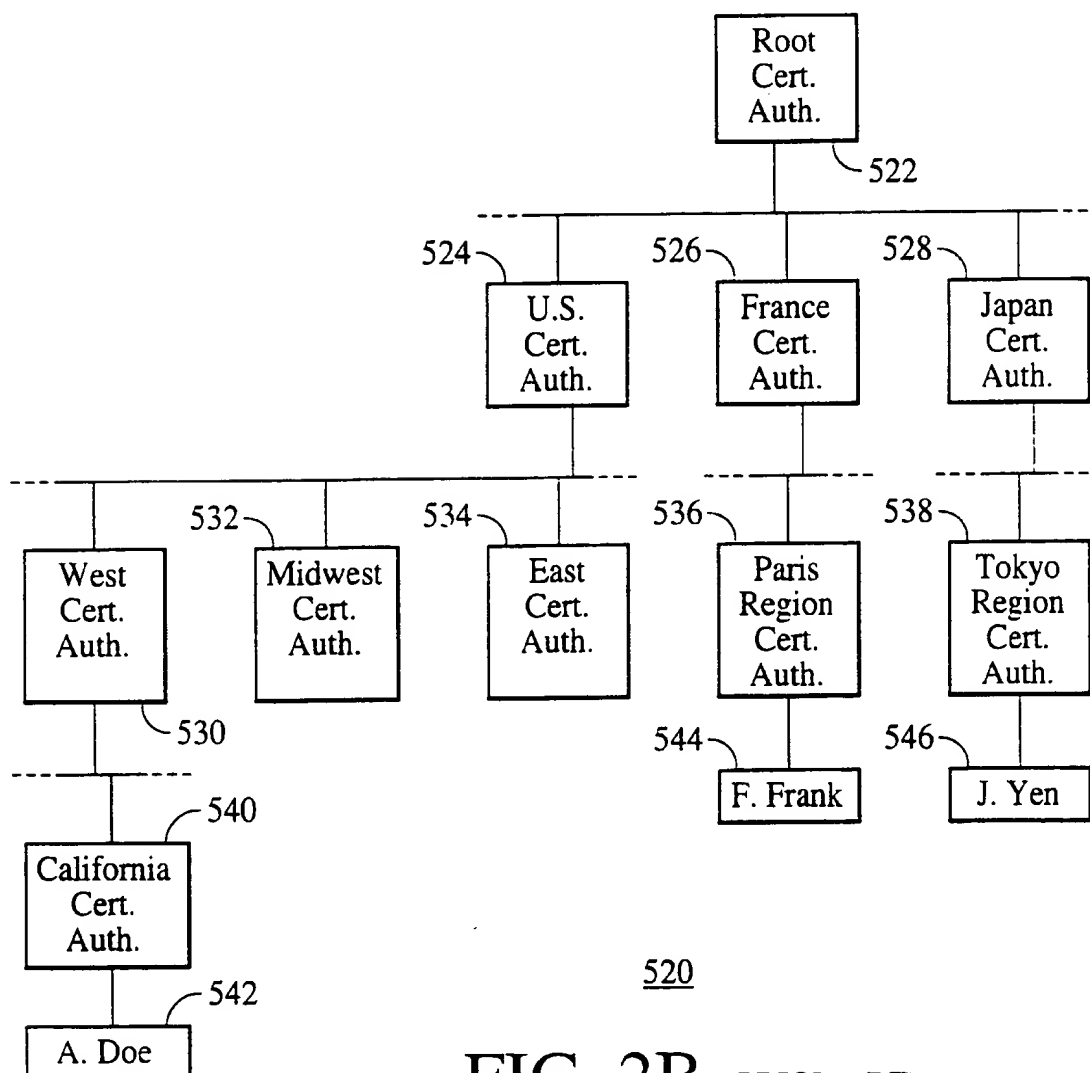 Root
Cert.
Auth.
522
524
526
528
U.S.
Cert.
Auth.
France
Cert.
Auth.
Japan
Cert.
Auth.
532
534
536
538
West
Cert.
Auth.
Midwest
Cert.
Auth.
East
Cert.
Auth.
Paris
Region
Cert.
Auth.
Tokyo
Region
Cert.
Auth.
530
544
546
F. Frank
J. Yen
540
California
Cert.
Auth.
520
542
A. Doe
FIG. 2B